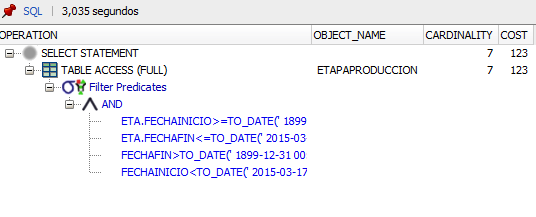 SQL | 3,035 segundos
OPERATION OBJECT_NAME CARDINALITY COST
SELECT STATEMENT 7 123
TABLE ACCESS (FULL) ETAPAPRODUCCION 7 123
Filter Predicates
AND
ETA.FECHAINICIO>=TO_DATE(' 1899
ETA.FECHAFIN<=TO_DATE(' 2015-03
FECHAFIN>TO_DATE(' 1899-12-31 00
FECHAINICIO<TO_DATE(' 2015-03-17